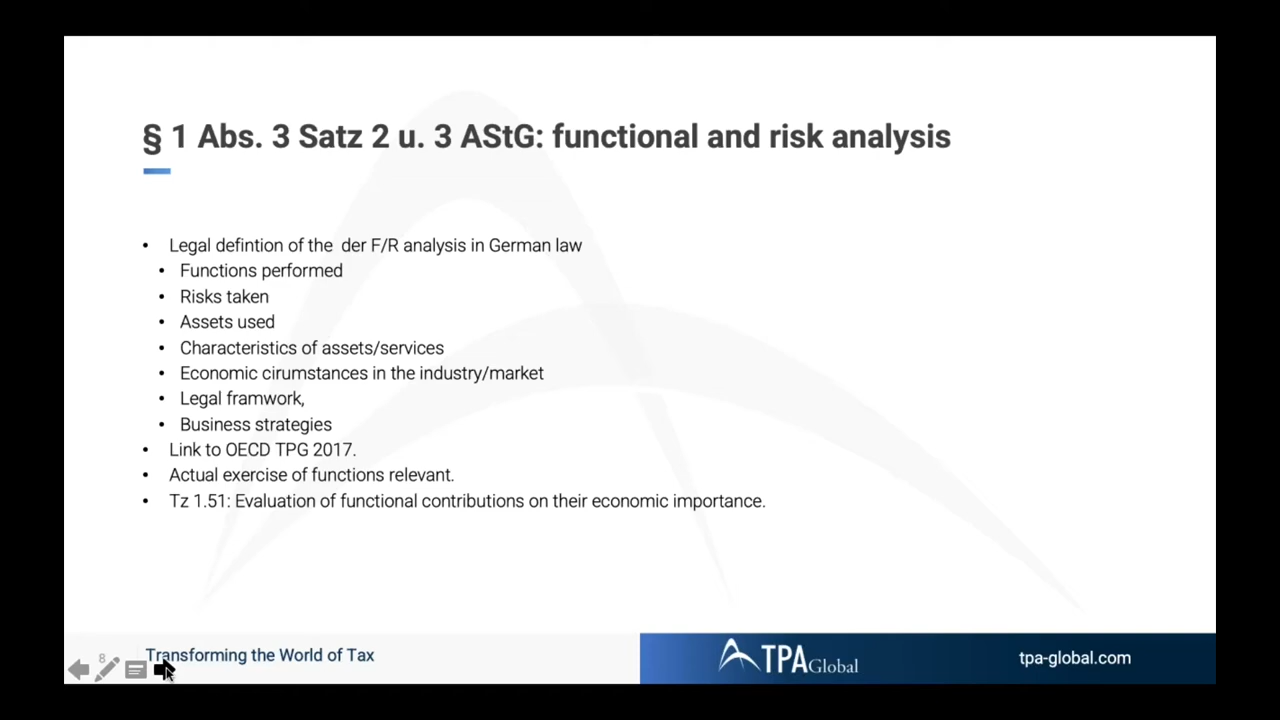 § 1 Abs. 3 Satz 2 u. 3 AStG: functional and risk analysis
• Legal defintion of the der F/R analysis in German law
• Functions performed
• Risks taken
• Assets used
• Characteristics of assets/services
• Economic cirumstances in the industry/market
• Legal framwork,
• Business strategies
• Link to OECD TPG 2017.
• Actual exercise of functions relevant.
• Tz 1.51: Evaluation of functional contributions on their economic importance.
8
Transforming the World of Tax
TPA Global
tpa-global.com